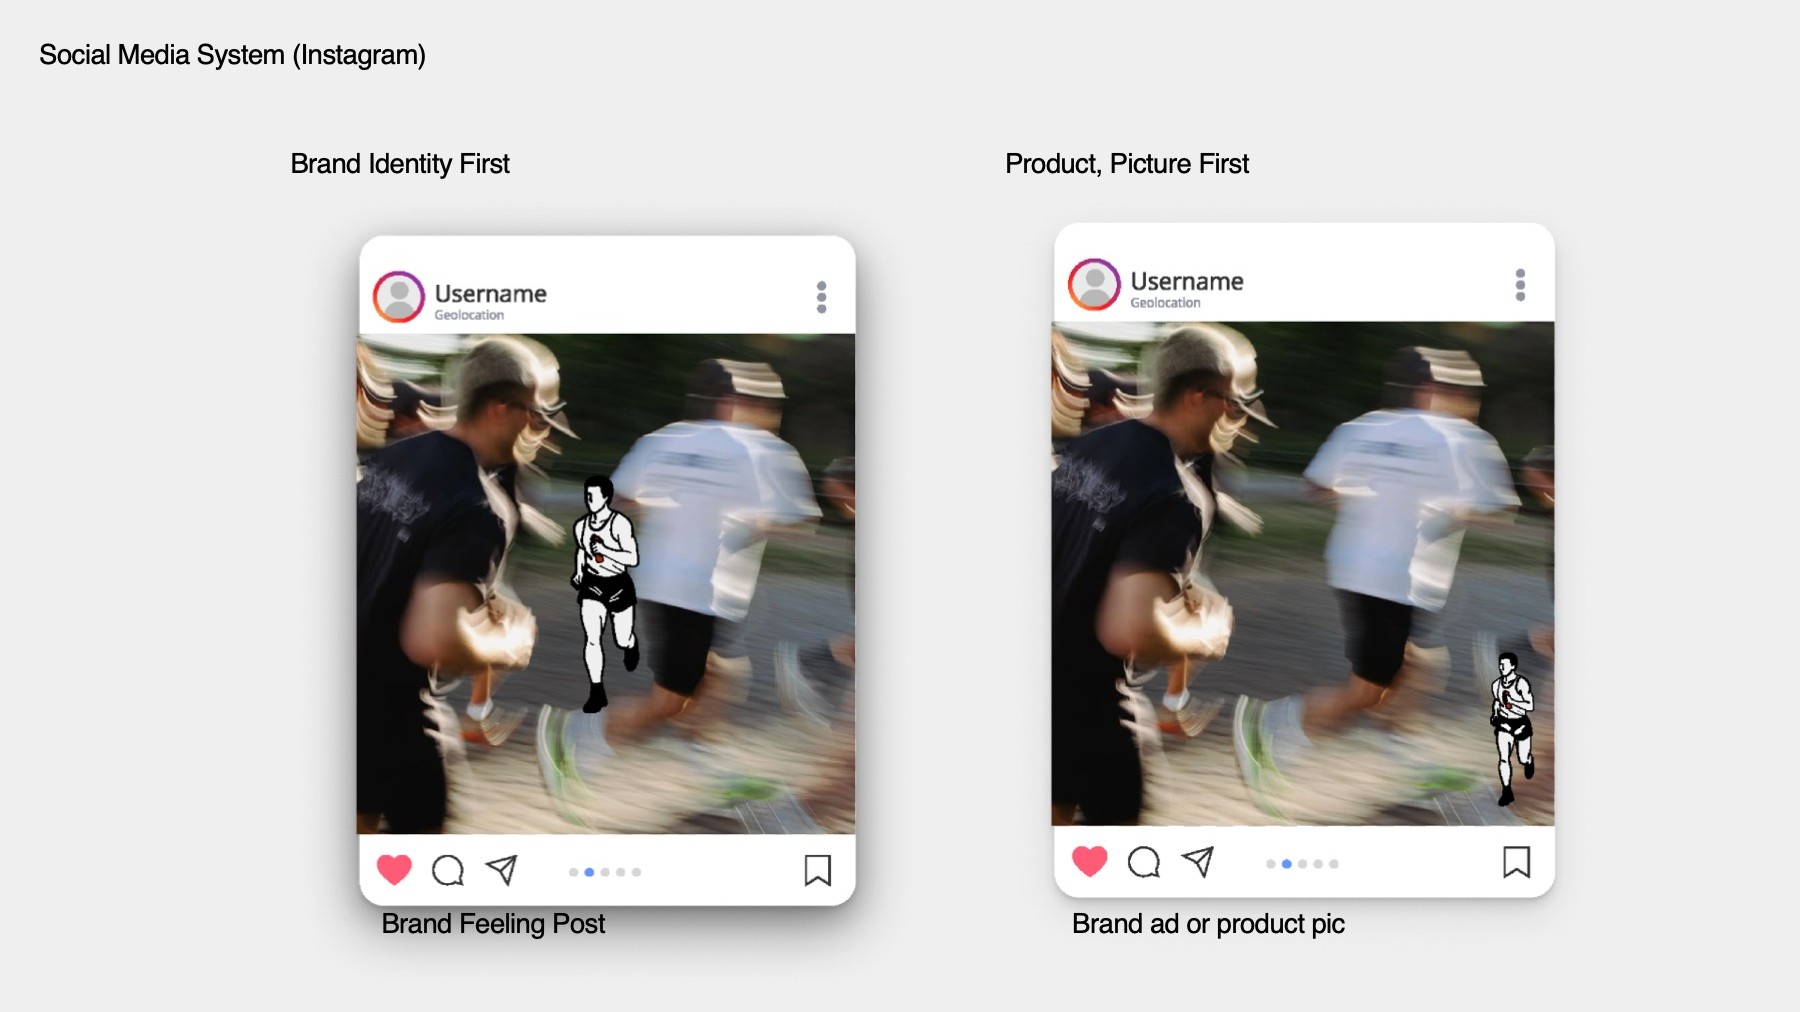 Social Media System (Instagram)
Brand Identity First
Product, Picture First
Username
Geolocation
Username
Geolocation
Brand Feeling Post
Brand ad or product pic